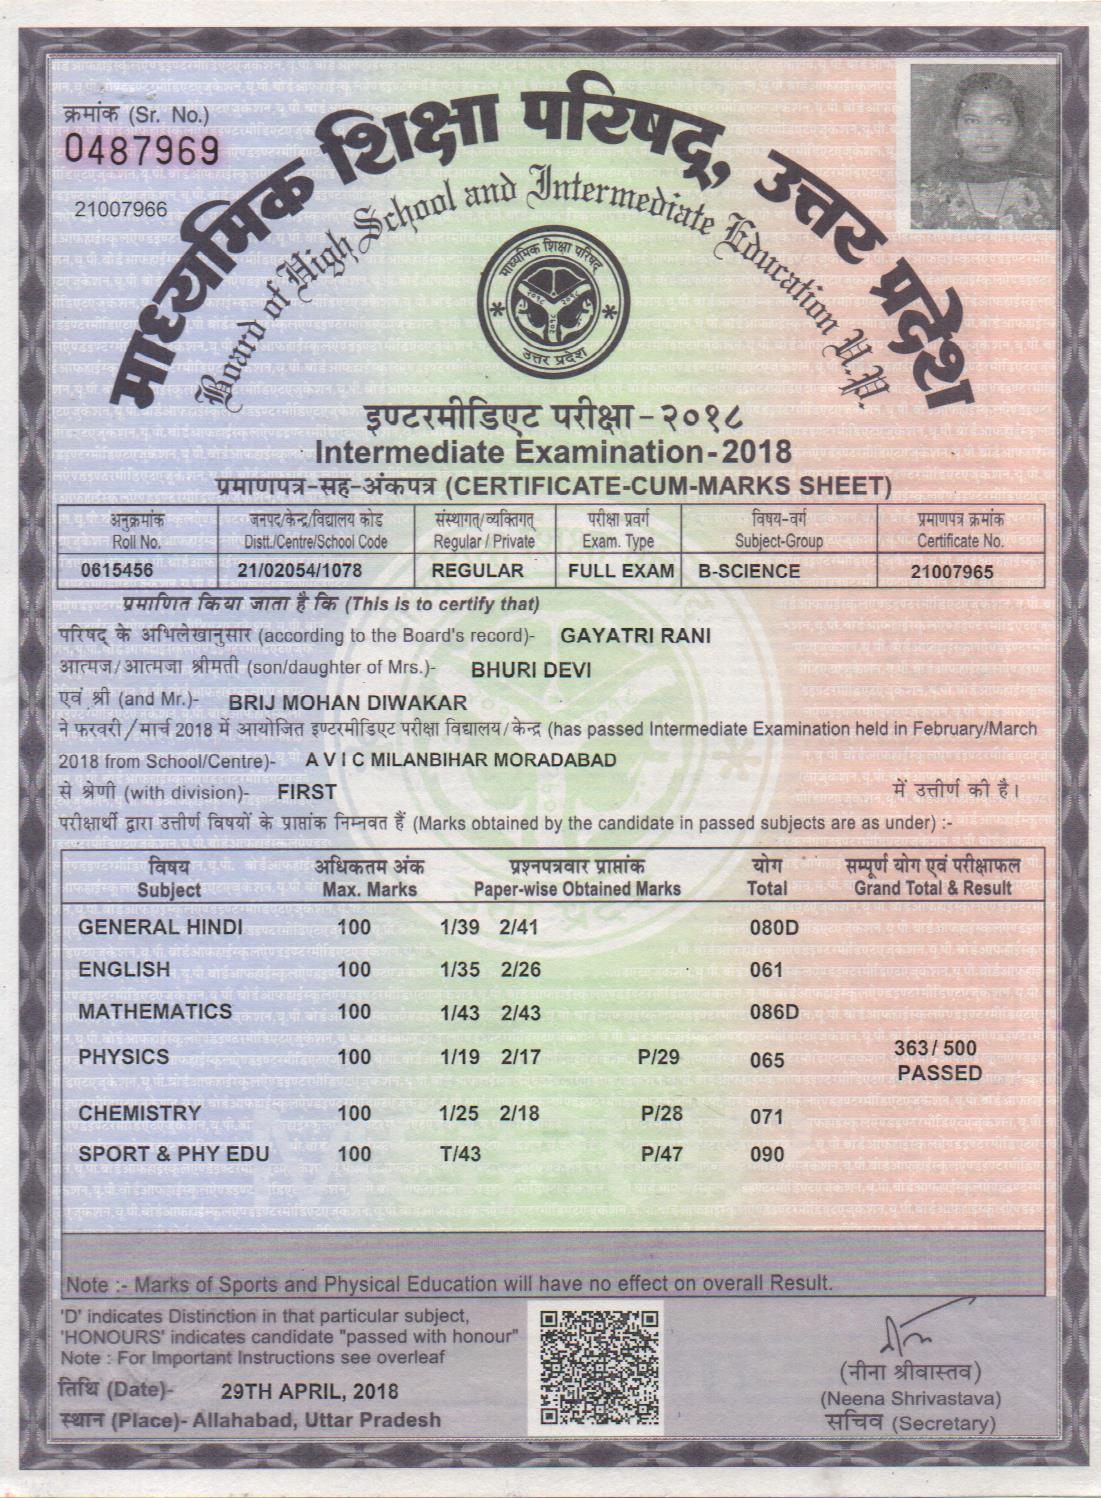 क्रमांक (Sr. No.)
0487969
21007966
माध्यमिक शिक्षा परिषद्, उत्तर प्रदेश
Board of High School and Intermediate Education U.P.
माध्यमिक शिक्षा परिषद
उत्तर प्रदेश
इण्टरमीडिएट परीक्षा - २०१८
Intermediate Examination - 2018
प्रमाणपत्र-सह-अंकपत्र (CERTIFICATE-CUM-MARKS SHEET)
अनुक्रमांक जनपद/केन्द्र/विद्यालय कोड संस्थागत्/व्यक्तिगत् परीक्षा प्रवर्ग विषय-वर्ग प्रमाणपत्र क्रमांक
Roll No. Distt./Centre/School Code Regular / Private Exam. Type Subject-Group Certificate No.
0615456 21/02054/1078 REGULAR FULL EXAM B-SCIENCE 21007965
प्रमाणित किया जाता है कि (This is to certify that)
परिषद् के अभिलेखानुसार (according to the Board's record)- GAYATRI RANI
आत्मज/आत्मजा श्रीमती (son/daughter of Mrs.)- BHURI DEVI
एवं श्री (and Mr.)- BRIJ MOHAN DIWAKAR
ने फरवरी/मार्च 2018 में आयोजित इण्टरमीडिएट परीक्षा विद्यालय/केन्द्र (has passed Intermediate Examination held in February/March
2018 from School/Centre)- A V I C MILANBIHAR MORADABAD
से श्रेणी (with division)- FIRST में उत्तीर्ण की है।
परीक्षार्थी द्वारा उत्तीर्ण विषयों के प्राप्तांक निम्नवत हैं (Marks obtained by the candidate in passed subjects are as under) :-
विषय अधिकतम अंक प्रश्नपत्रवार प्राप्तांक योग सम्पूर्ण योग एवं परीक्षाफल
Subject Max. Marks Paper-wise Obtained Marks Total Grand Total & Result
GENERAL HINDI 100 1/39 2/41 080D
ENGLISH 100 1/35 2/26 061
MATHEMATICS 100 1/43 2/43 086D
PHYSICS 100 1/19 2/17 P/29 065 363/ 500
PASSED
CHEMISTRY 100 1/25 2/18 P/28 071
SPORT & PHY EDU 100 T/43 P/47 090
Note :- Marks of Sports and Physical Education will have no effect on overall Result.
'D' indicates Distinction in that particular subject,
'HONOURS' indicates candidate "passed with honour"
Note : For Important Instructions see overleaf
तिथि (Date)- 29TH APRIL, 2018
स्थान (Place)- Allahabad, Uttar Pradesh
(नीना श्रीवास्तव)
(Neena Shrivastava)
सचिव (Secretary)